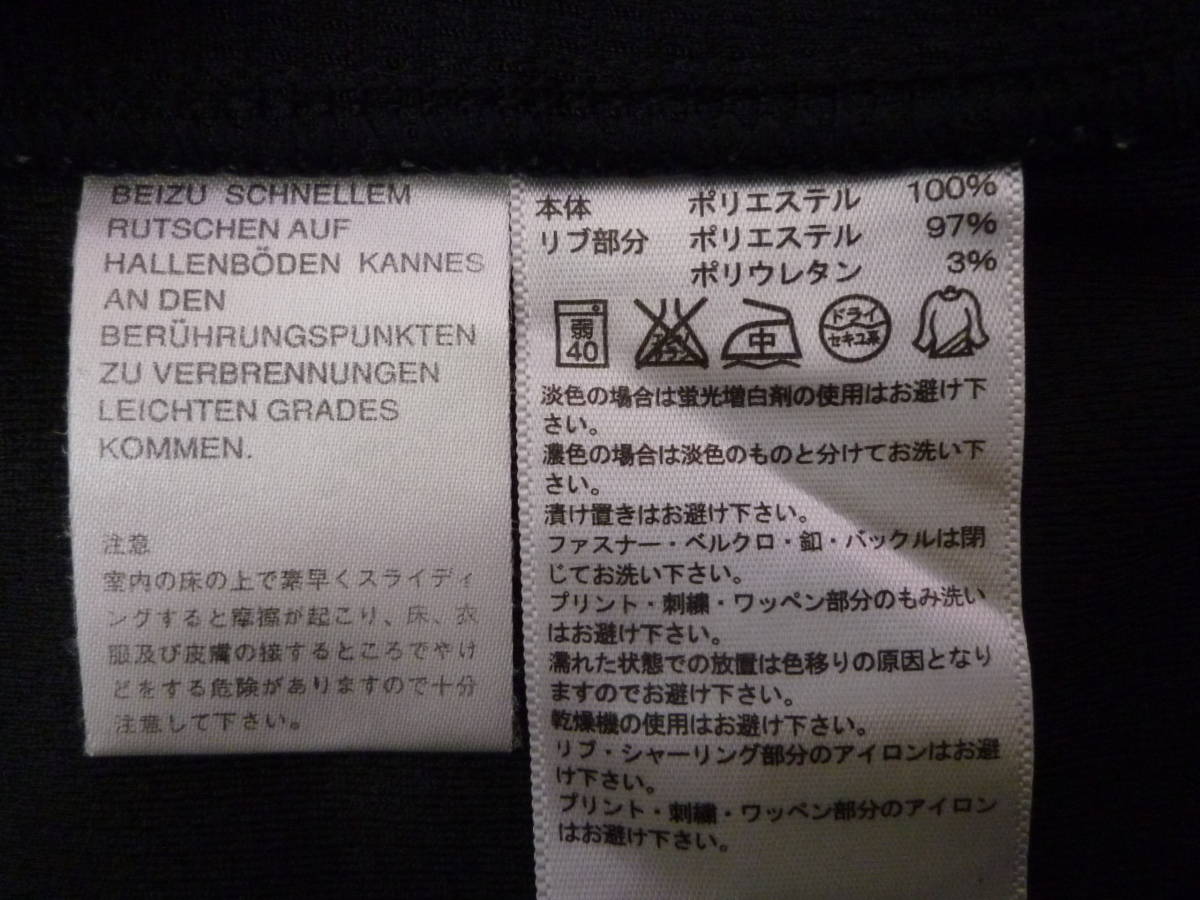 BEIZU SCHNELLEM
RUTSCHEN AUF
HALLENBÖDEN KANNES
AN DEN
BERÜHRUNGSPUNKTEN
ZU VERBRENNUNGEN
LEICHTEN GRADES
KOMMEN.
注意
室内の床の上で素早くスライディ
ングすると摩擦が起こり、床、衣
服及び皮膚の接するところでやけ
どをする危険がありますので十分
注意して下さい。
本体 ポリエステル 100%
リブ部分 ポリエステル 97%
ポリウレタン 3%
弱
40
中
ドライ
セキユ系
淡色の場合は蛍光増白剤の使用はお避け下
さい。
濃色の場合は淡色のものと分けてお洗い下
さい。
漬け置きはお避け下さい。
ファスナー・ベルクロ・釦・バックルは閉
じてお洗い下さい。
プリント・刺繍・ワッペン部分のもみ洗い
はお避け下さい。
濡れた状態での放置は色移りの原因となり
ますのでお避け下さい。
乾燥機の使用はお避け下さい。
リブ・シャーリング部分のアイロンはお避
け下さい。
プリント・刺繍・ワッペン部分のアイロン
はお避け下さい。